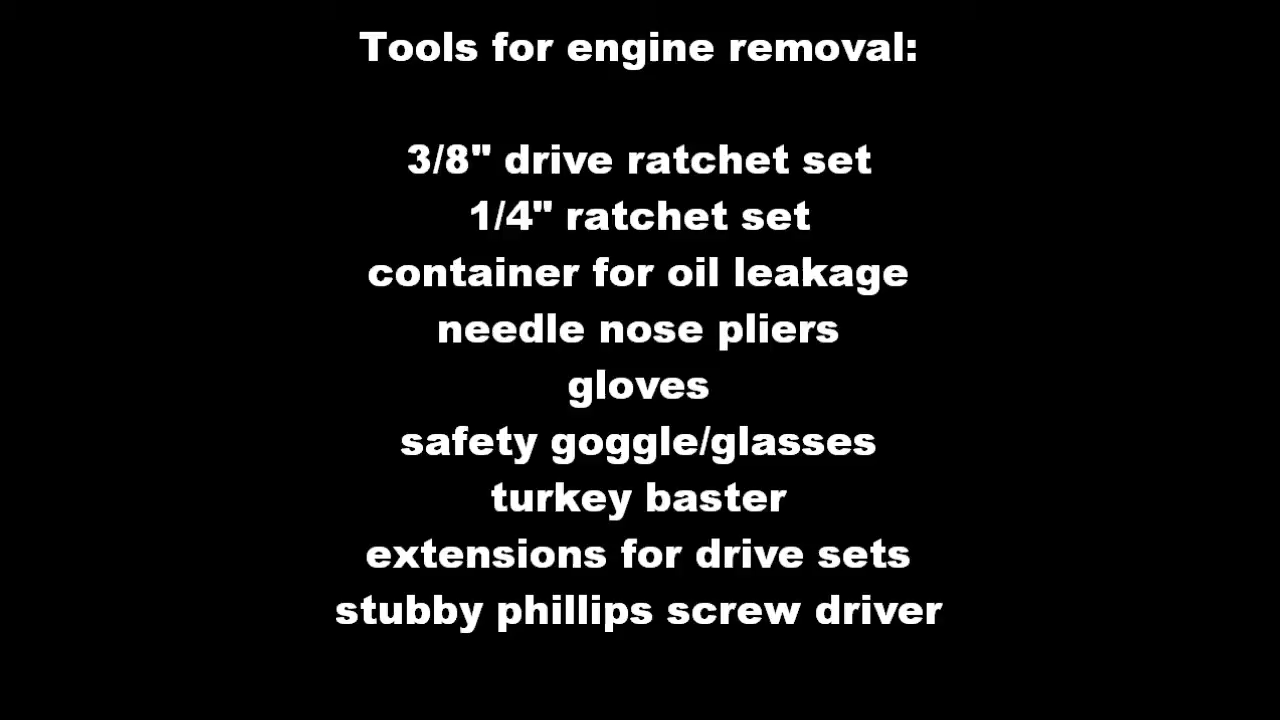 Tools for engine removal:
3/8" drive ratchet set
1/4" ratchet set
container for oil leakage
needle nose pliers
gloves
safety goggle/glasses
turkey baster
extensions for drive sets
stubby phillips screw driver